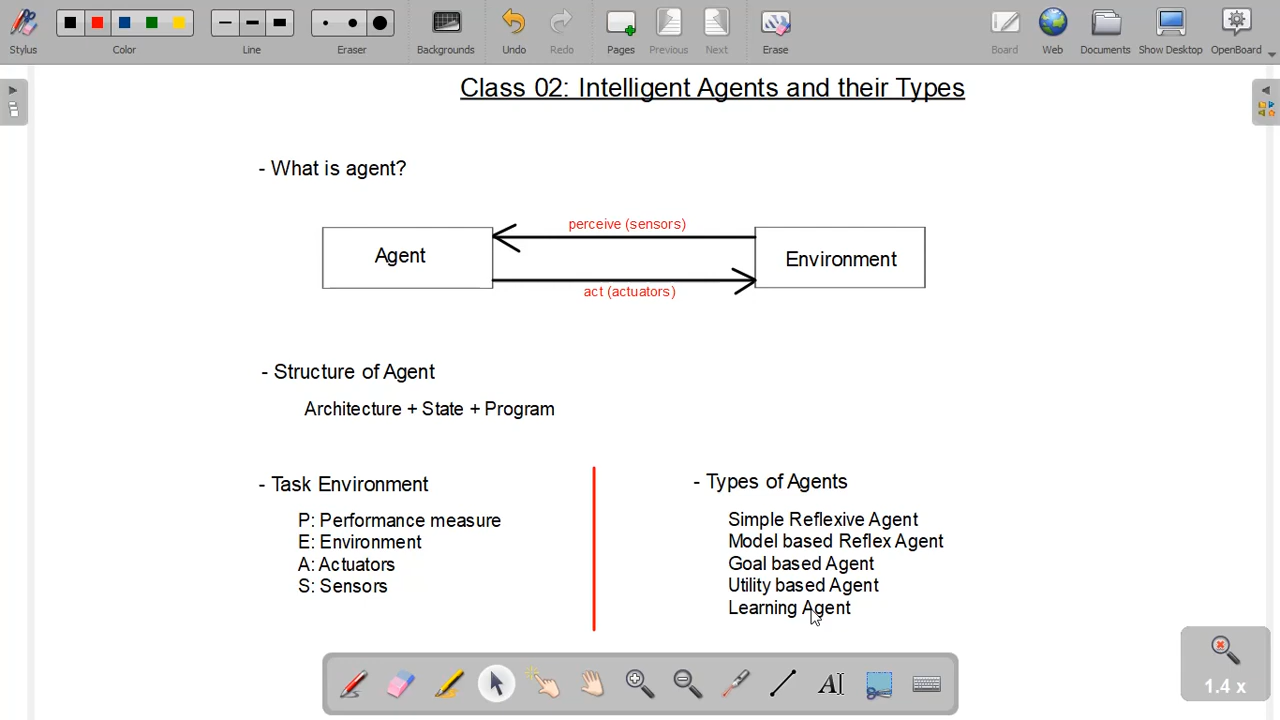 Stylus
Color
Line
Eraser
Backgrounds
Undo
Redo
Pages
Previous
Next
Erase
Board
Web
Documents
Show Desktop
OpenBoard
Class 02: Intelligent Agents and their Types
- What is agent?
perceive (sensors)
Agent
Environment
act (actuators)
- Structure of Agent
Architecture + State + Program
- Task Environment
P: Performance measure
E: Environment
A: Actuators
S: Sensors
- Types of Agents
Simple Reflexive Agent
Model based Reflex Agent
Goal based Agent
Utility based Agent
Learning Agent
1.4 x